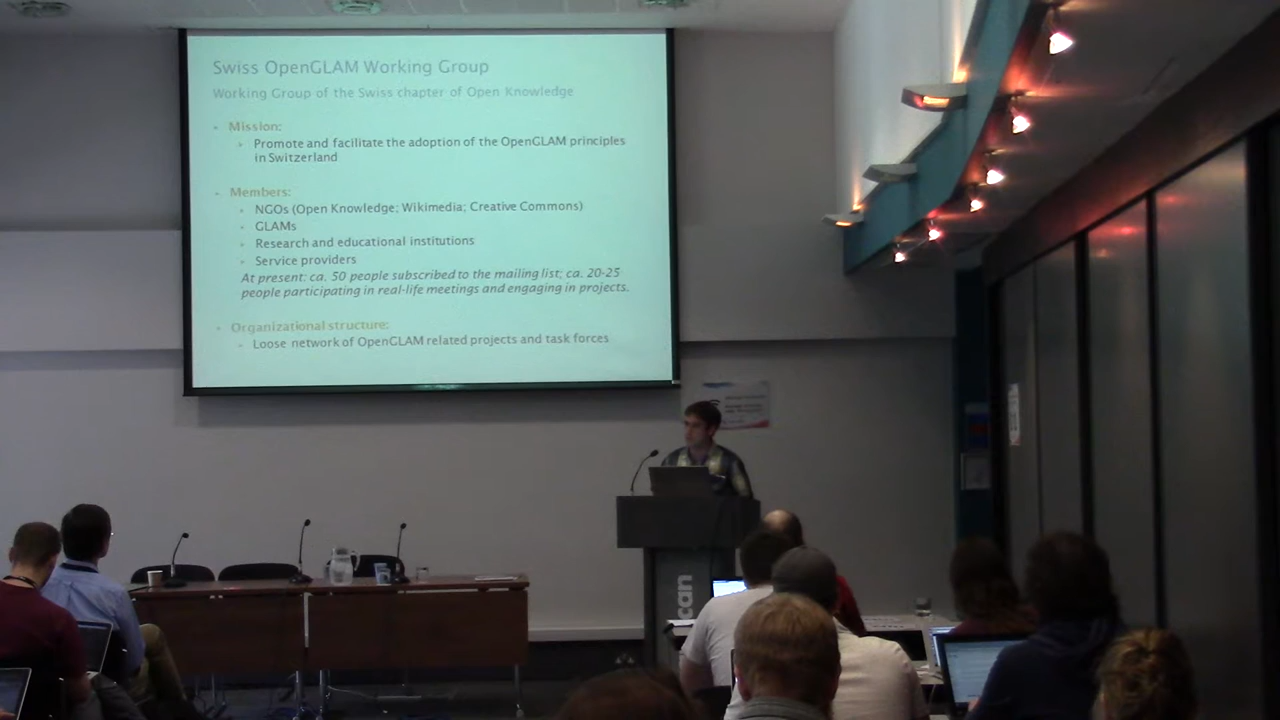 Swiss OpenGLAM Working Group
Working Group of the Swiss chapter of Open Knowledge
Mission:
Promote and facilitate the adoption of the OpenGLAM principles
in Switzerland
Members:
NGOs (Open Knowledge; Wikimedia; Creative Commons)
GLAMs
Research and educational institutions
Service providers
At present: ca. 50 people subscribed to the mailing list; ca. 20-25
people participating in real-life meetings and engaging in projects.
Organizational structure:
Loose network of OpenGLAM related projects and task forces
can